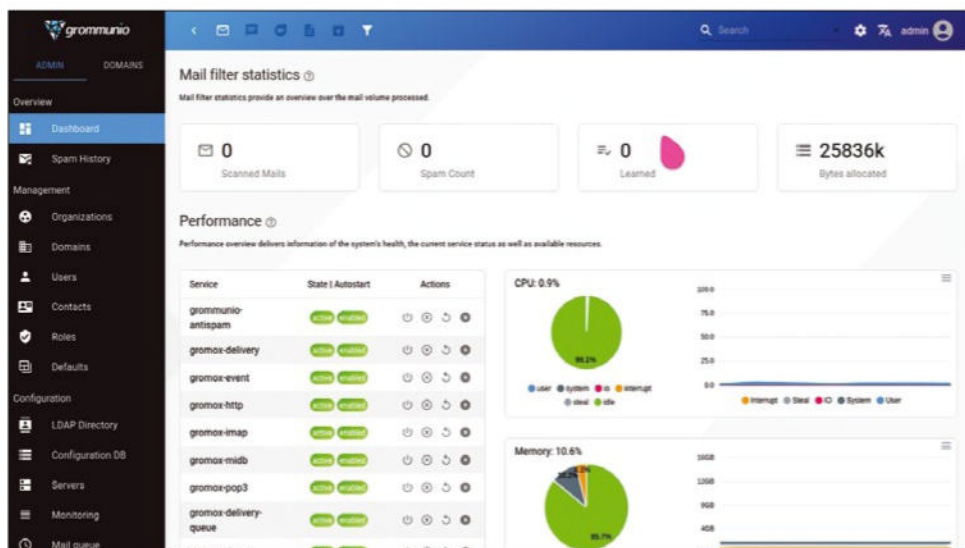 grommunio
Search
admin
ADMIN DOMAINS
Overview
Dashboard
Spam History
Management
Organizations
Domains
Users
Contacts
Roles
Defaults
Configuration
LDAP Directory
Configuration DB
Servers
Monitoring
Mail queue
Mail filter statistics
Mail filter statistics provide an overview over the mail volume processed.
0
Scanned Mails
0
Spam Count
0
Learned
25836k
Bytes allocated
Performance
Performance overview delivers information of the system's health, the current service status as well as available resources.
Service State | Autostart Actions
grommunio-
antispam
active enabled
gromox-delivery active enabled
gromox-event active enabled
gromox-http active enabled
gromox-imap active enabled
gromox-midb active enabled
gromox-pop3 active enabled
gromox-delivery-
queue
active enabled
CPU: 0.9%
99.2%
user system io interrupt
steal idle
100.0
75.0
50.0
25.0
0.0
Interrupt Steal IO System User
Memory: 10.6%
85.7%
16GB
12GB
9GB
4GB